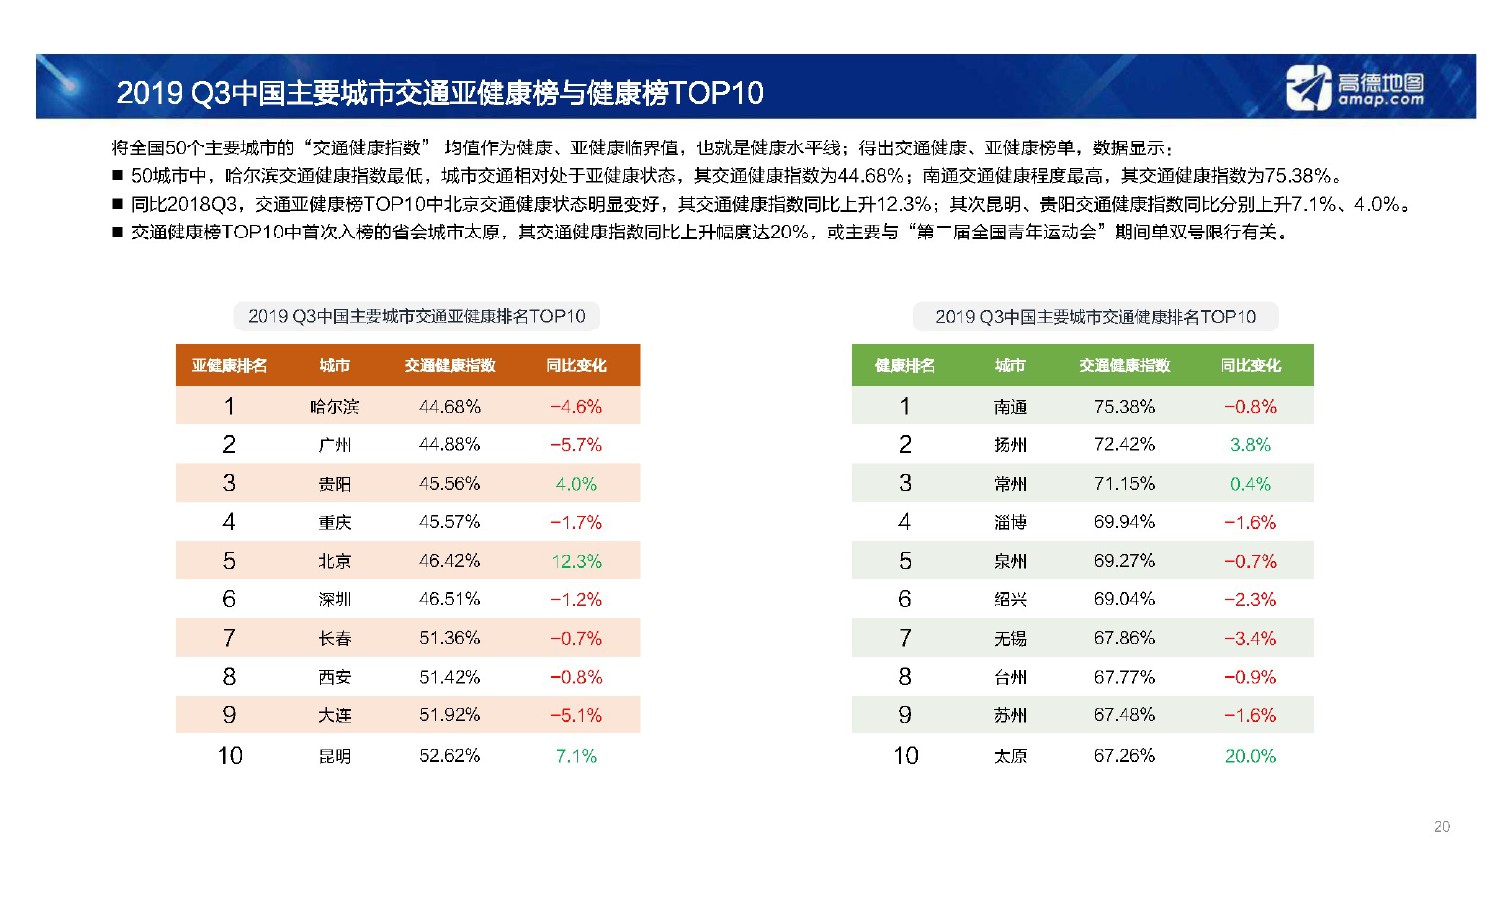 2019 Q3中国主要城市交通亚健康榜与健康榜TOP10
高德地图
amap.com
将全国50个主要城市的“交通健康指数” 均值作为健康、亚健康临界值，也就是健康水平线；得出交通健康、亚健康榜单，数据显示：
■ 50城市中，哈尔滨交通健康指数最低，城市交通相对处于亚健康状态，其交通健康指数为44.68%；南通交通健康程度最高，其交通健康指数为75.38%。
■ 同比2018Q3，交通亚健康榜TOP10中北京交通健康状态明显变好，其交通健康指数同比上升12.3%；其次昆明、贵阳交通健康指数同比分别上升7.1%、4.0%。
■ 交通健康榜TOP10中首次入榜的省会城市太原，其交通健康指数同比上升幅度达20%，或主要与“第二届全国青年运动会”期间单双号限行有关。
2019 Q3中国主要城市交通亚健康排名TOP10
亚健康排名 城市 交通健康指数 同比变化
1 哈尔滨 44.68% −4.6%
2 广州 44.88% −5.7%
3 贵阳 45.56% 4.0%
4 重庆 45.57% −1.7%
5 北京 46.42% 12.3%
6 深圳 46.51% −1.2%
7 长春 51.36% −0.7%
8 西安 51.42% −0.8%
9 大连 51.92% −5.1%
10 昆明 52.62% 7.1%
2019 Q3中国主要城市交通健康排名TOP10
健康排名 城市 交通健康指数 同比变化
1 南通 75.38% −0.8%
2 扬州 72.42% 3.8%
3 常州 71.15% 0.4%
4 淄博 69.94% −1.6%
5 泉州 69.27% −0.7%
6 绍兴 69.04% −2.3%
7 无锡 67.86% −3.4%
8 台州 67.77% −0.9%
9 苏州 67.48% −1.6%
10 太原 67.26% 20.0%
20